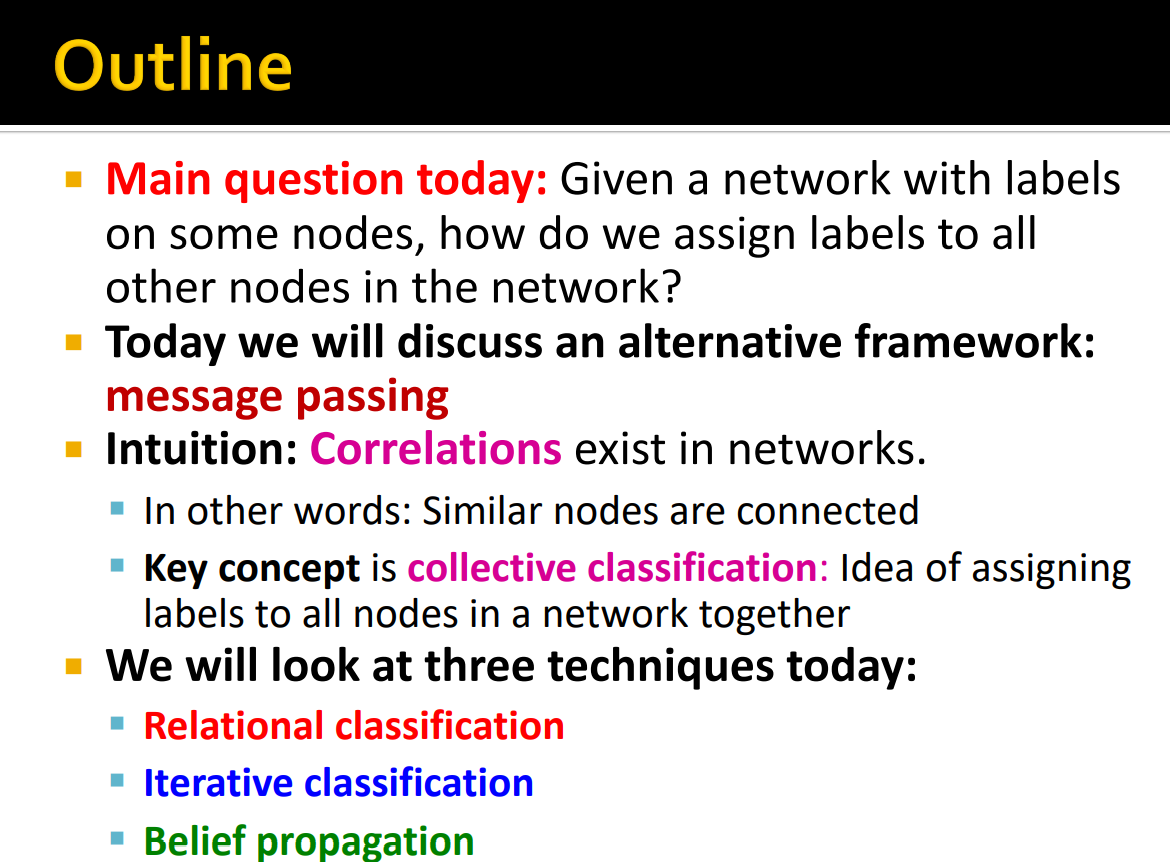 Outline
Main question today: Given a network with labels
on some nodes, how do we assign labels to all
other nodes in the network?
Today we will discuss an alternative framework:
message passing
Intuition: Correlations exist in networks.
In other words: Similar nodes are connected
Key concept is collective classification: Idea of assigning
labels to all nodes in a network together
We will look at three techniques today:
Relational classification
Iterative classification
Belief propagation